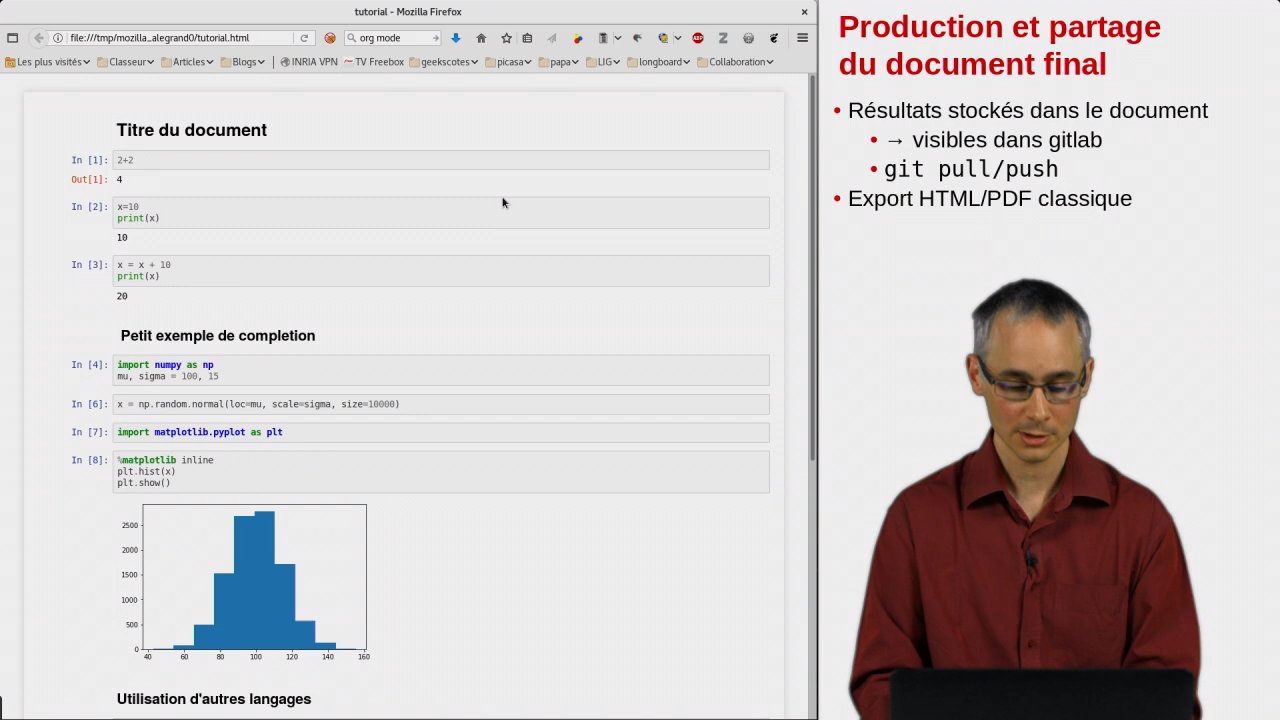 tutorial - Mozilla Firefox
×
file:///tmp/mozilla_alegrand0/tutorial.html
org mode
ABP
Z
Les plus visités
Classeur
Articles
Blogs
INRIA VPN
TV Freebox
geekscotes
picasa
papa
LIG
longboard
Collaboration
Titre du document
In [1]: 2+2
Out[1]: 4
In [2]: x=10
print(x)
10
In [3]: x = x + 10
print(x)
20
Petit exemple de completion
In [4]: import numpy as np
mu, sigma = 100, 15
In [6]: x = np.random.normal(loc=mu, scale=sigma, size=10000)
In [7]: import matplotlib.pyplot as plt
In [8]: %matplotlib inline
plt.hist(x)
plt.show()
2500
2000
1500
1000
500
0
40 60 80 100 120 140 160
Utilisation d'autres langages
Production et partage
du document final
• Résultats stockés dans le document
• → visibles dans gitlab
• git pull/push
• Export HTML/PDF classique